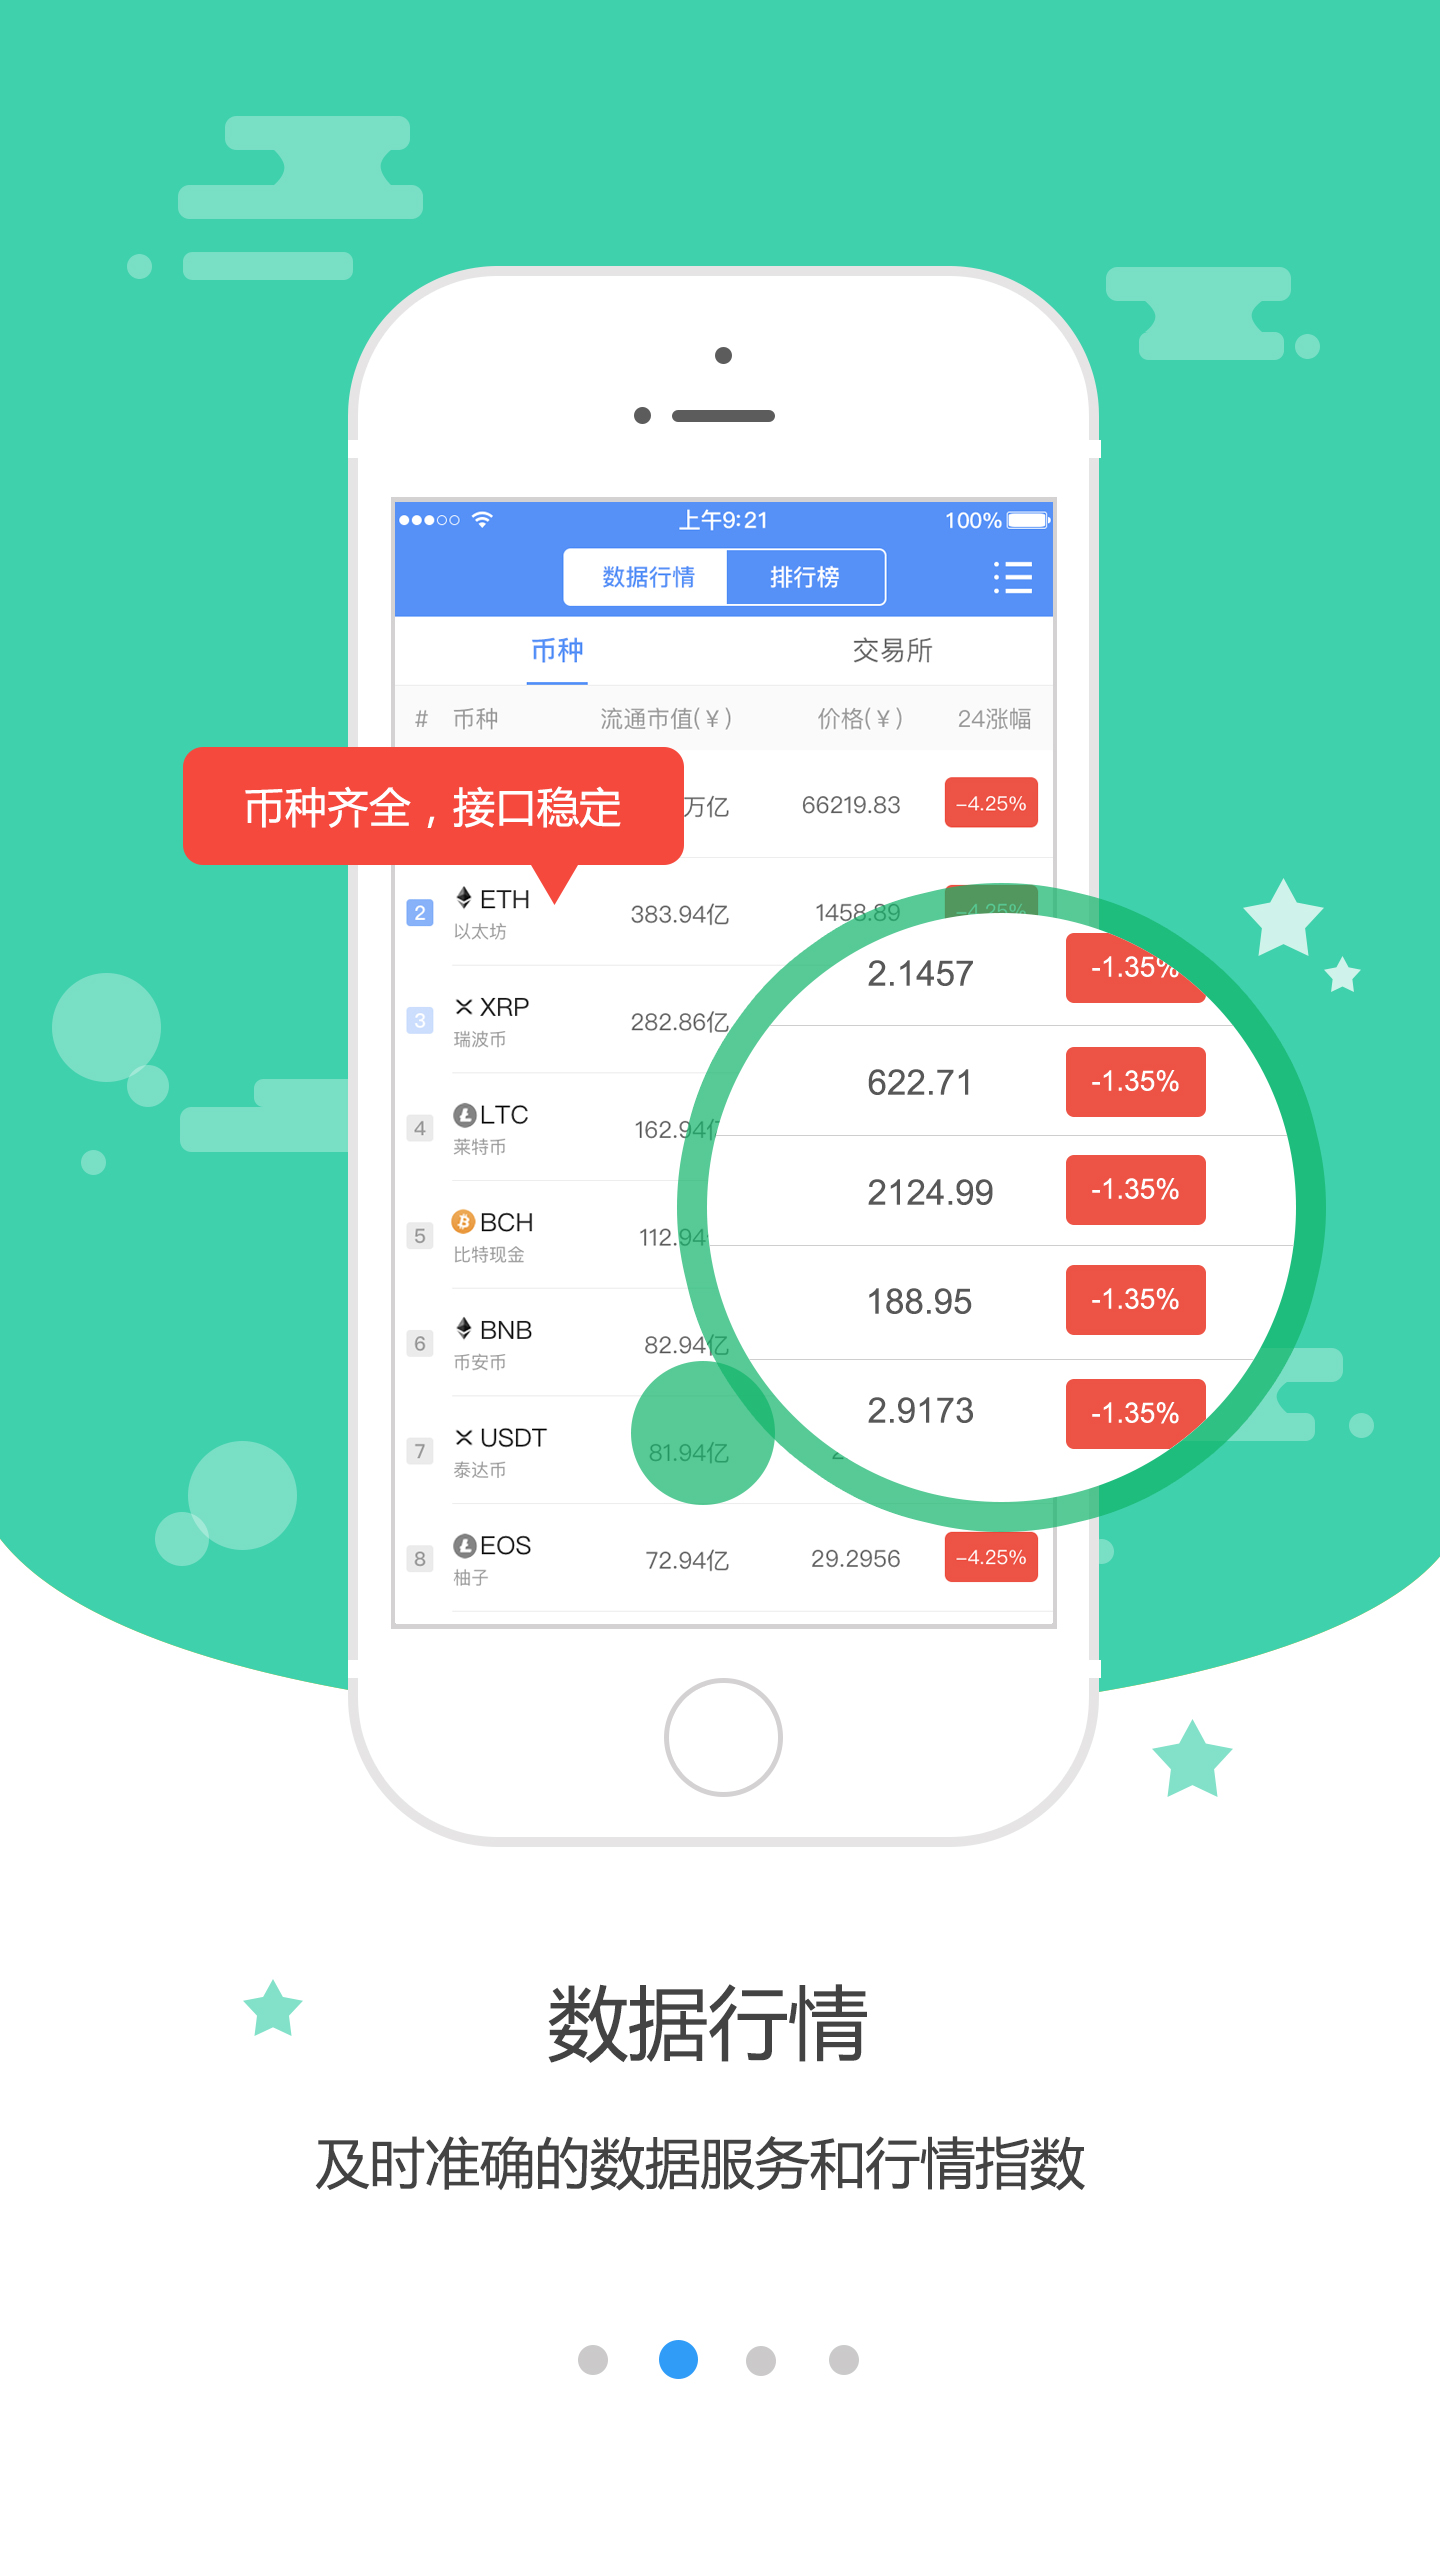 上午9:21 100%
数据行情 排行榜
币种 交易所
# 币种 流通市值(¥) 价格(¥) 24涨幅
币种齐全，接口稳定
万亿 66219.83 -4.25%
2 ETH 383.94亿 1458.89 -4.25%
以太坊
2.1457 -1.35%
3 XRP 282.86亿
瑞波币
622.71 -1.35%
4 LTC 162.94亿
莱特币
2124.99 -1.35%
5 BCH 112.94
比特现金
188.95 -1.35%
6 BNB 82.94亿
币安币
2.9173 -1.35%
7 USDT 81.94亿
泰达币
8 EOS 72.94亿 29.2956 -4.25%
柚子
数据行情
及时准确的数据服务和行情指数